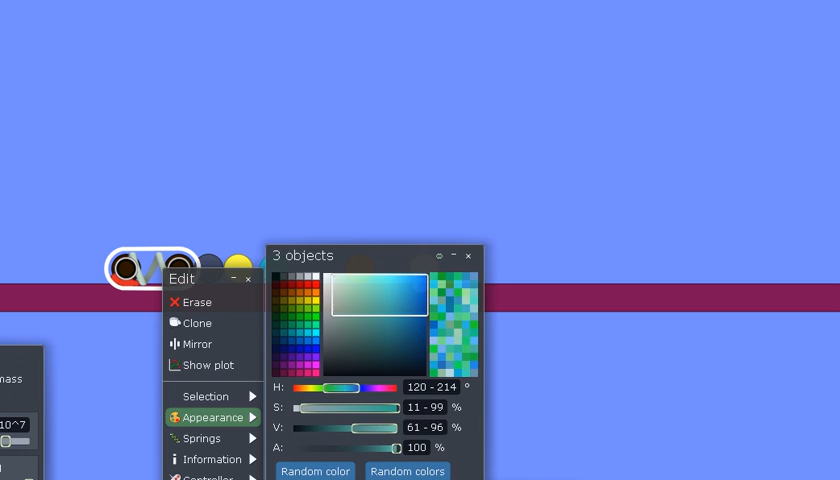 3 objects
Edit
Erase
Clone
Mirror
Show plot
Selection
Appearance
Springs
Information
Controller
mass
10^7
H: 120 - 214 °
S: 11 - 99 %
V: 61 - 96 %
A: 100 %
Random color
Random colors